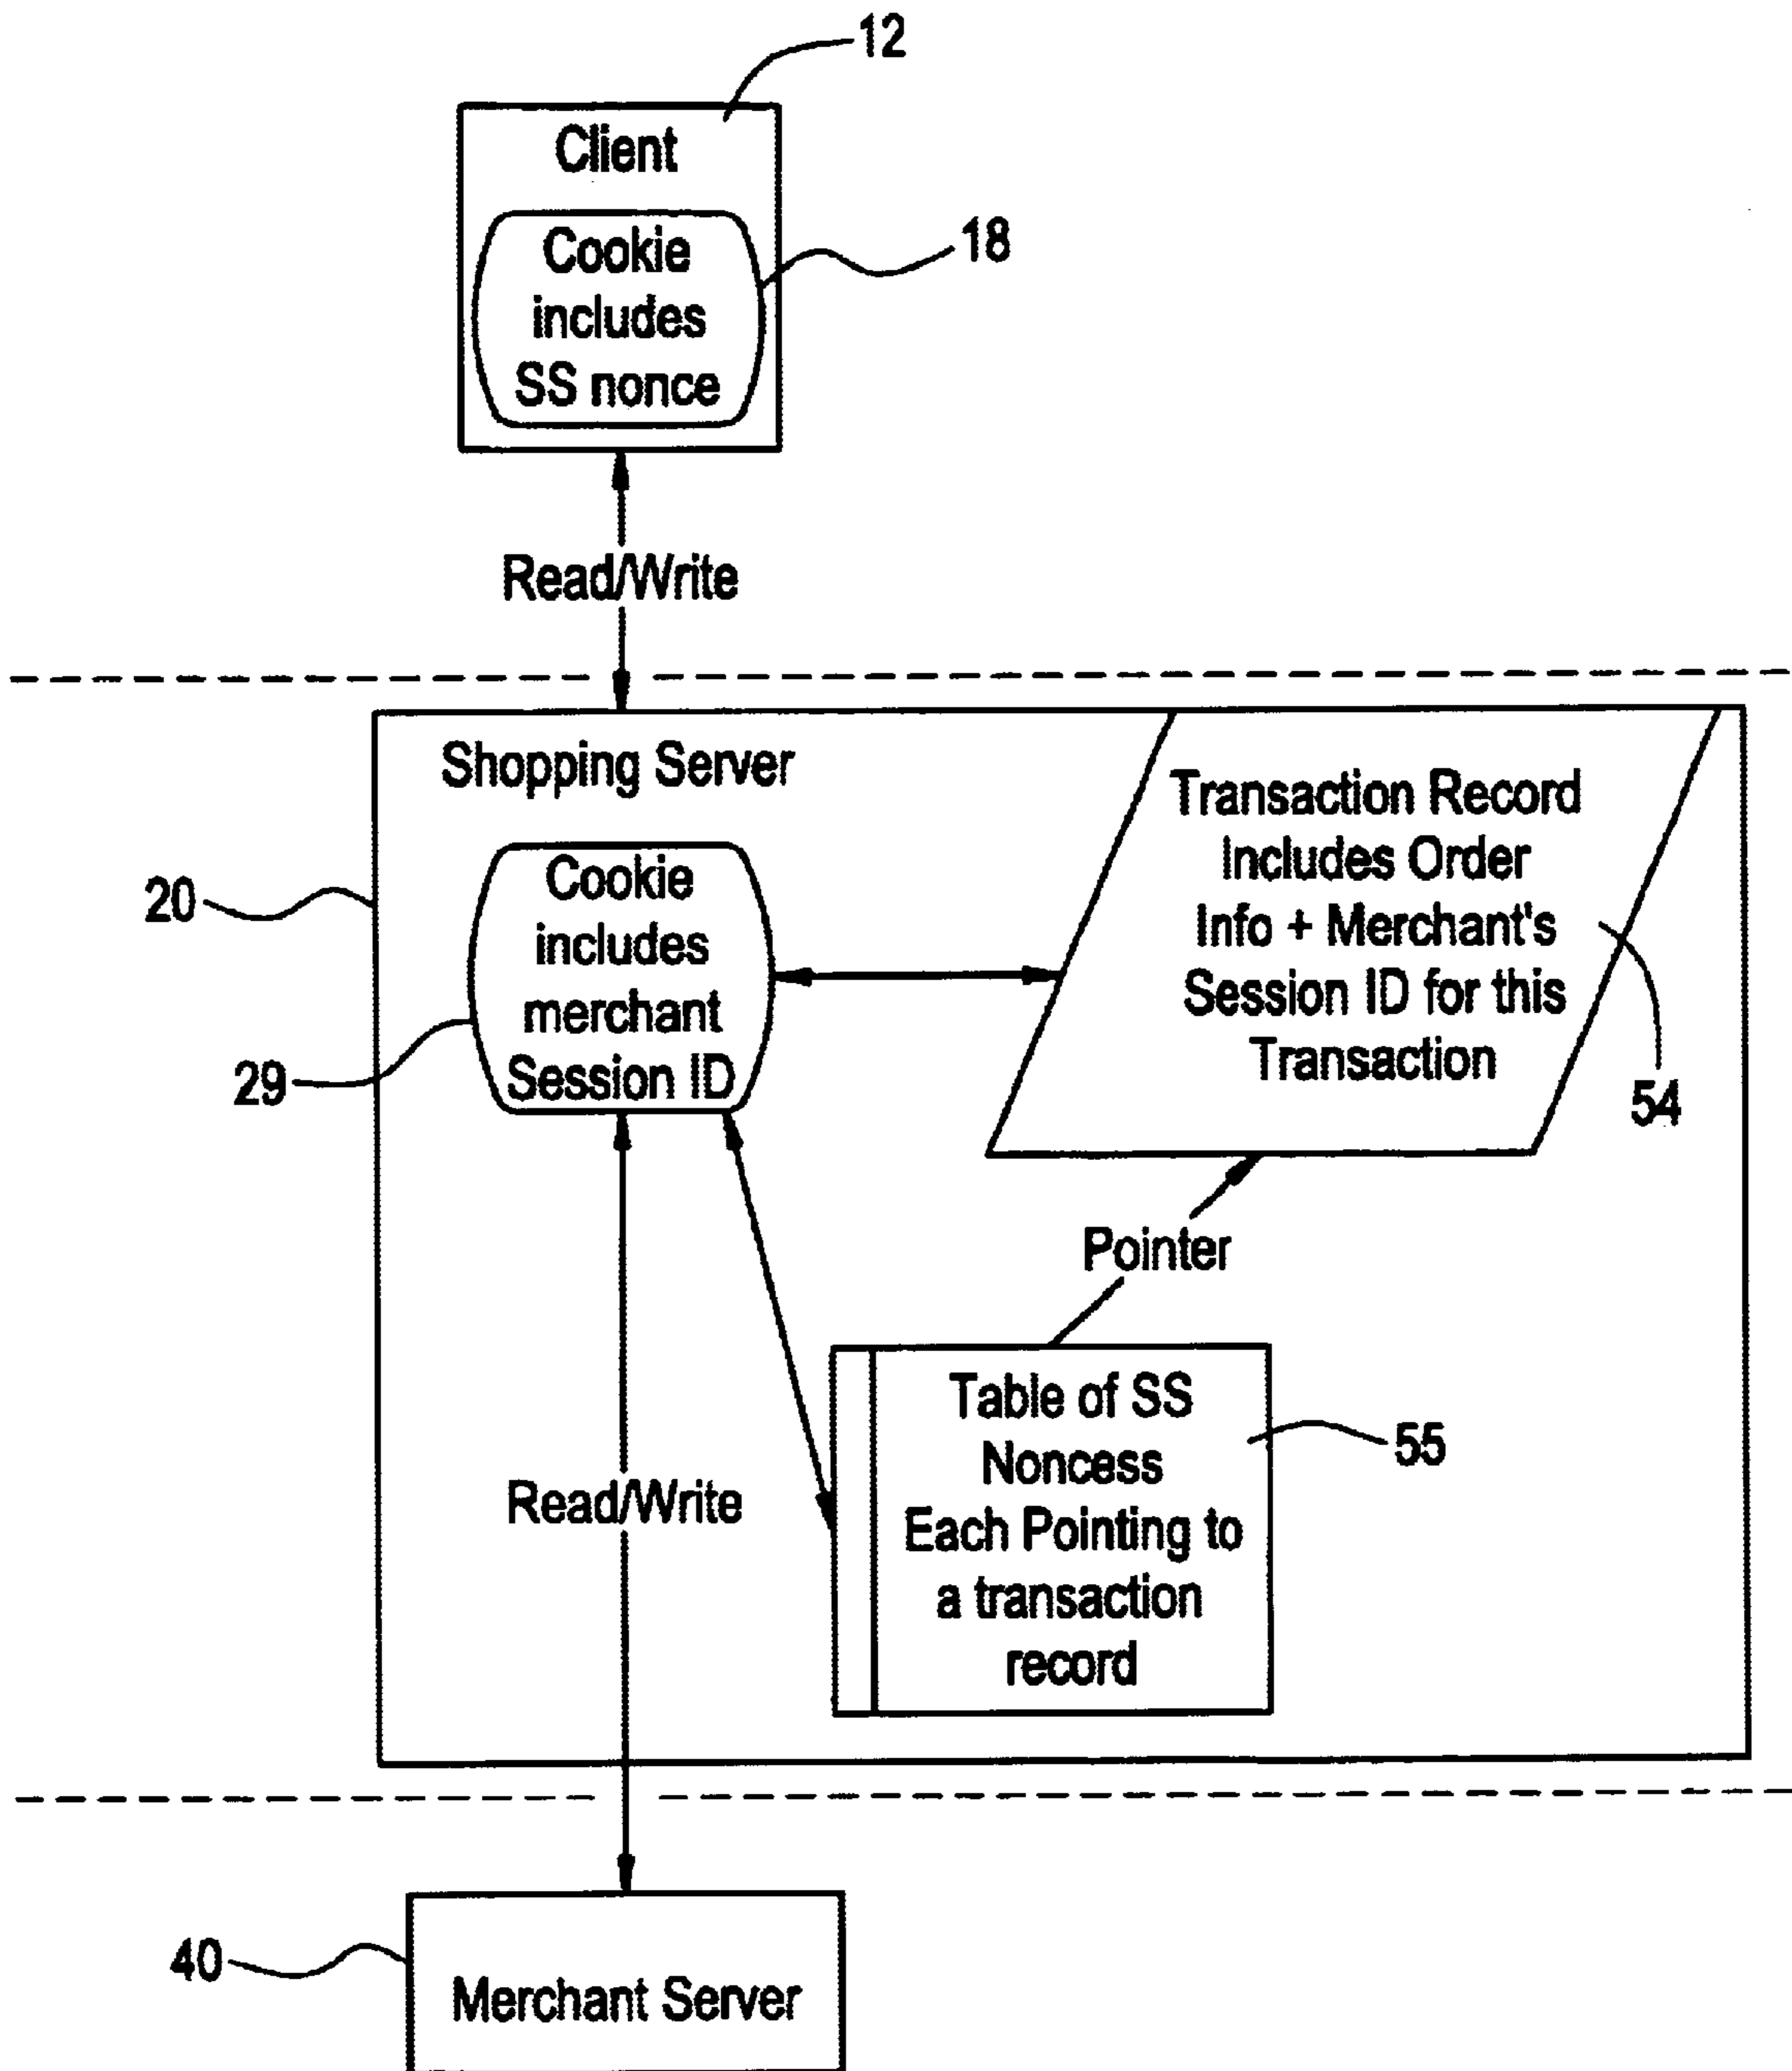 12
Client
Cookie
includes
SS nonce
18
Read/Write
Shopping Server
Transaction Record
Includes Order
Info + Merchant's
Session ID for this
Transaction
54
20
Cookie
includes
merchant
Session ID
29
Pointer
Table of SS
Noncess
Each Pointing to
a transaction
record
55
Read/Write
40
Merchant Server